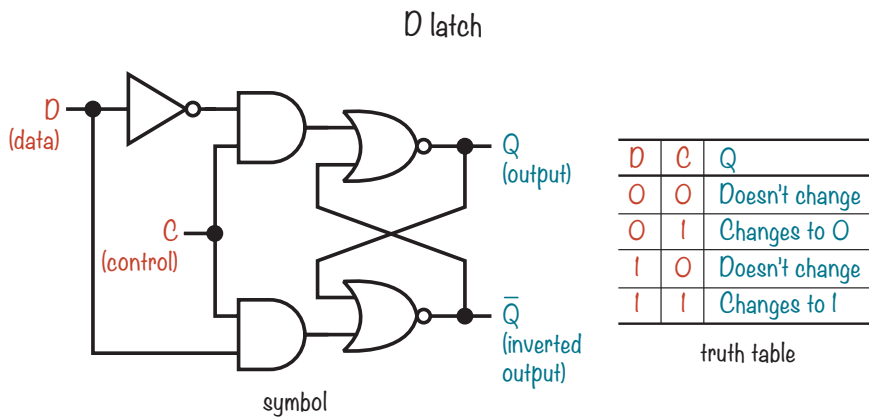 D latch
D
(data)
C
(control)
Q
(output)
Q̅
(inverted
output)
symbol
D C Q
0 0 Doesn't change
0 1 Changes to 0
1 0 Doesn't change
1 1 Changes to 1
truth table